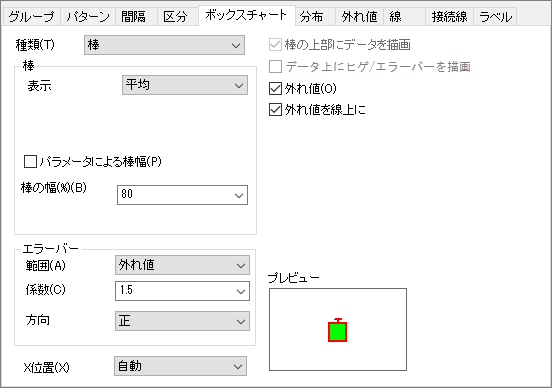 グループ パターン 間隔 区分 ボックスチャート 分布 外れ値 線 接続線 ラベル
種類(T) 棒
棒
表示 平均
パラメータによる棒幅(P)
棒の幅(%)(B) 80
エラーバー
範囲(A) 外れ値
係数(C) 1.5
方向 正
X位置(X) 自動
棒の上部にデータを描画
データ上にヒゲ/エラーバーを描画
外れ値(O)
外れ値を線上に
プレビュー